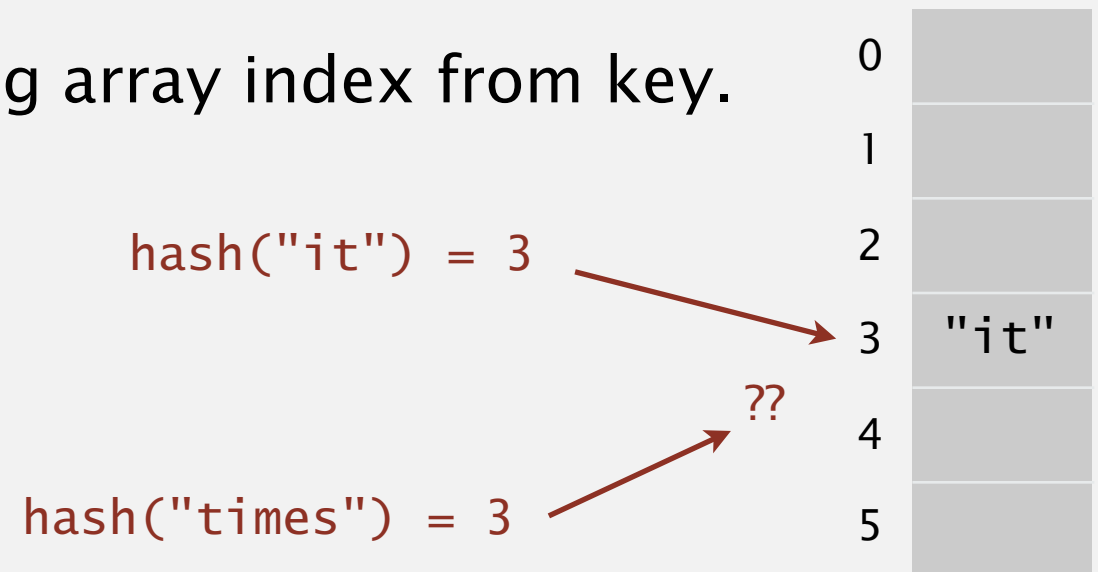 g array index from key.
hash("it") = 3
??
hash("times") = 3
0
1
2
3 "it"
4
5